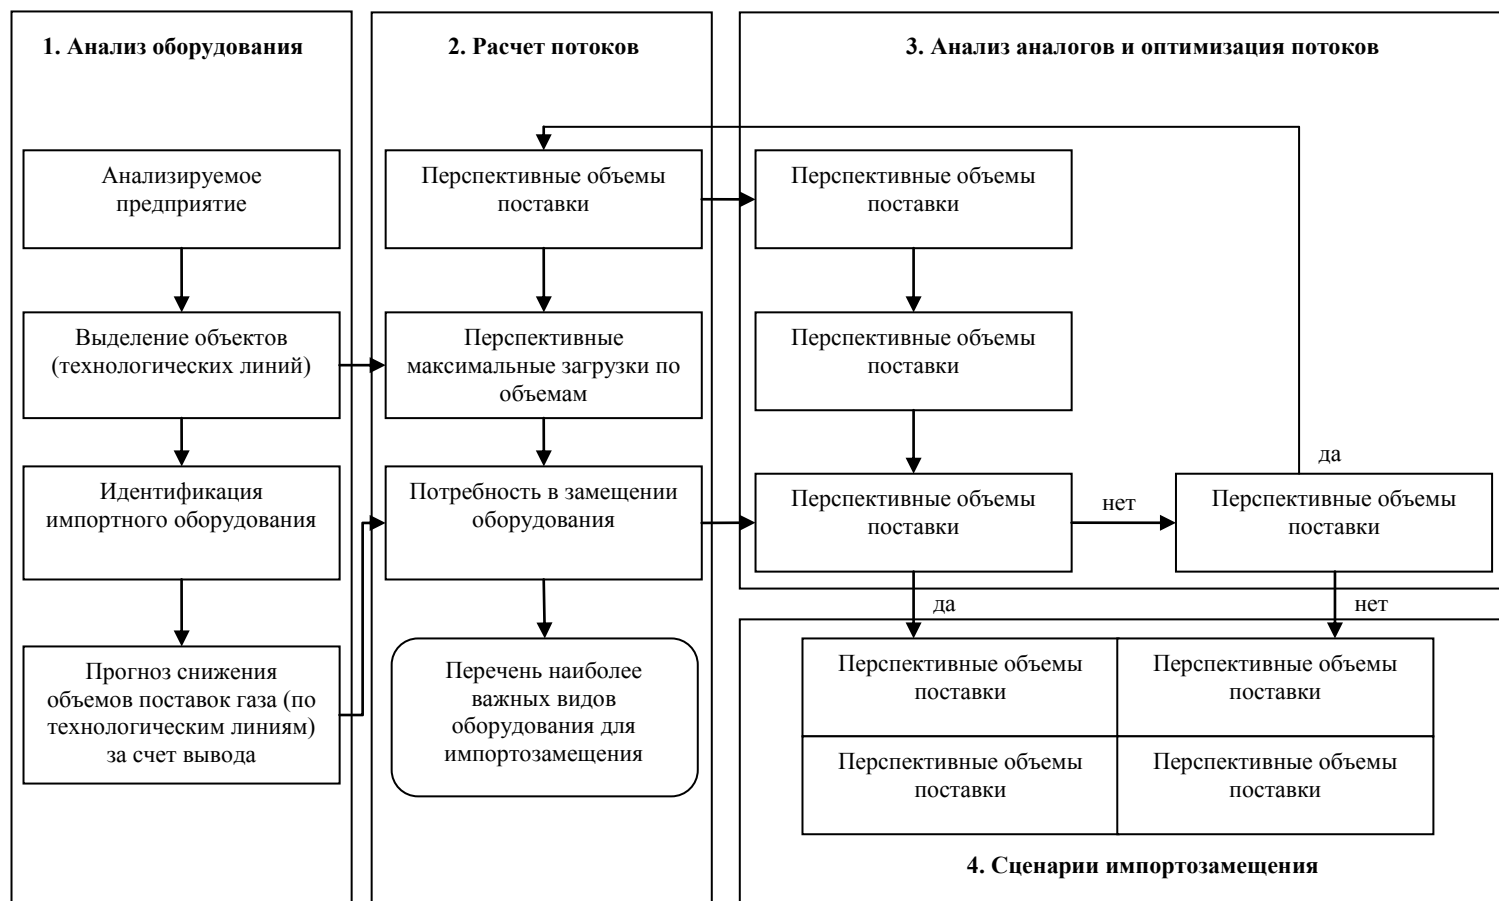 1. Анализ оборудования
Анализируемое
предприятие
Выделение объектов
(технологических линий)
Идентификация
импортного оборудования
Прогноз снижения
объемов поставок газа (по
технологическим линиям)
за счет вывода
2. Расчет потоков
Перспективные объемы
поставки
Перспективные
максимальные загрузки по
объемам
Потребность в замещении
оборудования
Перечень наиболее
важных видов
оборудования для
импортозамещения
3. Анализ аналогов и оптимизация потоков
Перспективные объемы
поставки
Перспективные объемы
поставки
Перспективные объемы
поставки
нет
да
Перспективные объемы
поставки
да
нет
Перспективные объемы
поставки
Перспективные объемы
поставки
Перспективные объемы
поставки
Перспективные объемы
поставки
4. Сценарии импортозамещения